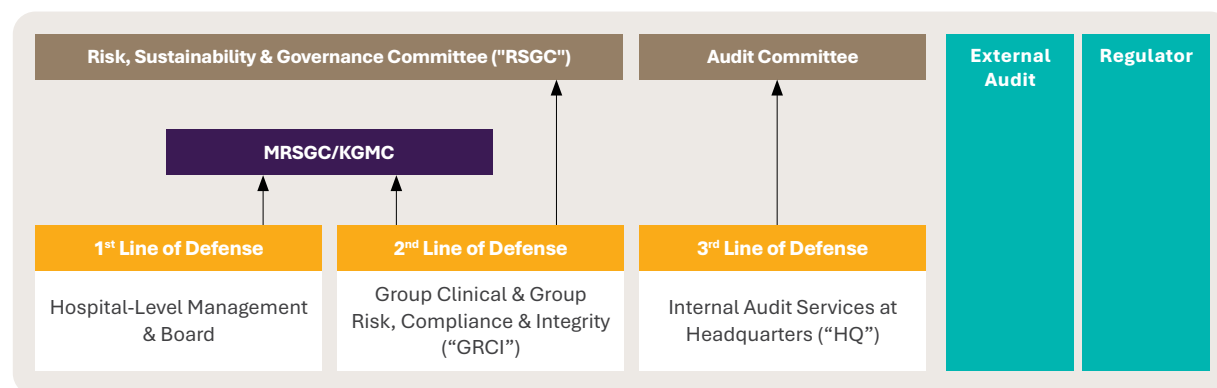 Risk, Sustainability & Governance Committee ("RSGC")
Audit Committee
External
Audit
Regulator
MRSGC/KGMC
1st Line of Defense
2nd Line of Defense
3rd Line of Defense
Hospital-Level Management
& Board
Group Clinical & Group
Risk, Compliance & Integrity
(“GRCI”)
Internal Audit Services at
Headquarters (“HQ”)